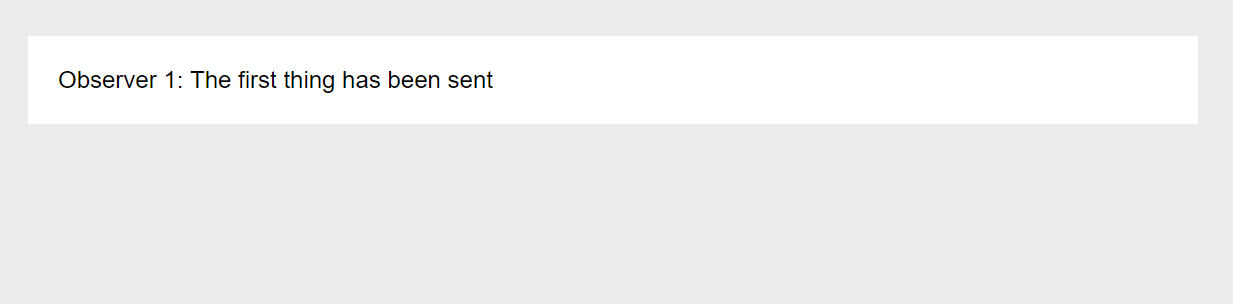 Observer 1: The first thing has been sent